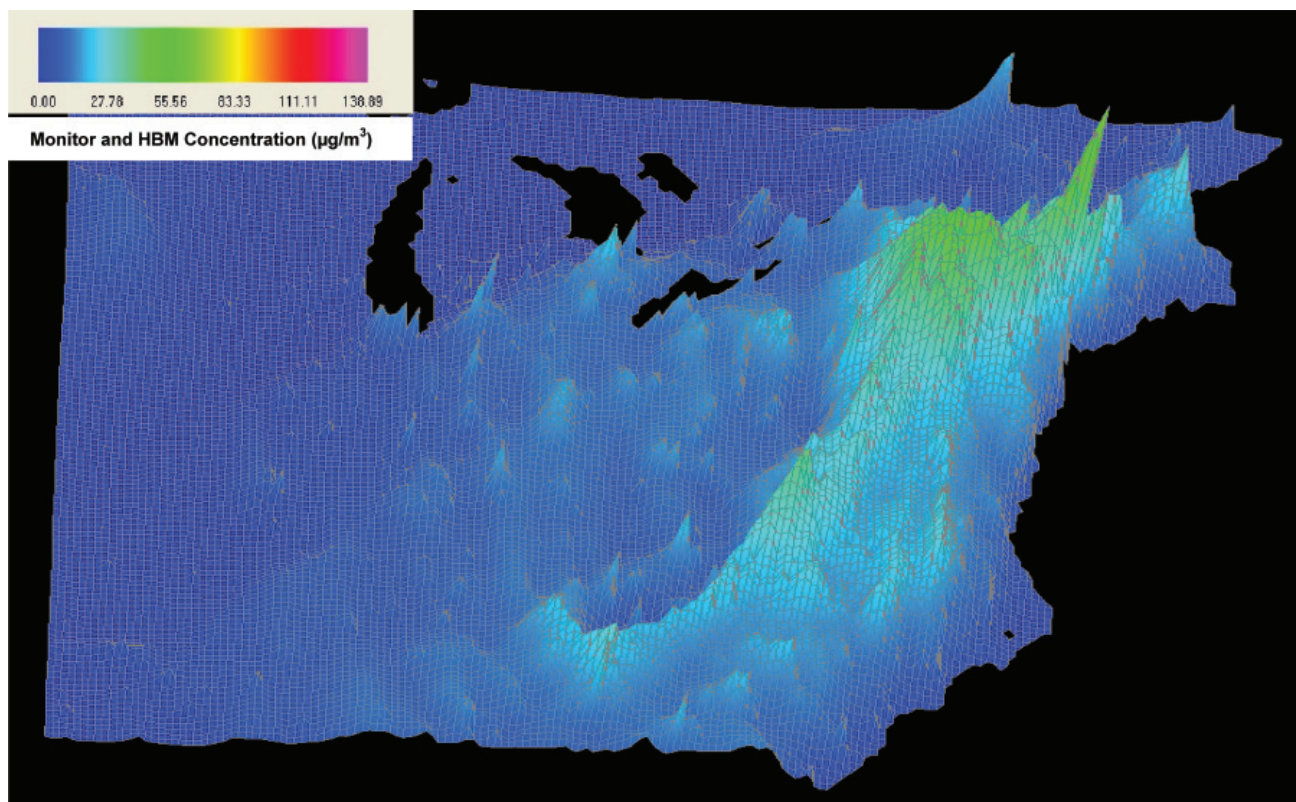 0.00 27.78 55.56 83.33 111.11 138.89
Monitor and HBM Concentration (µg/m³)